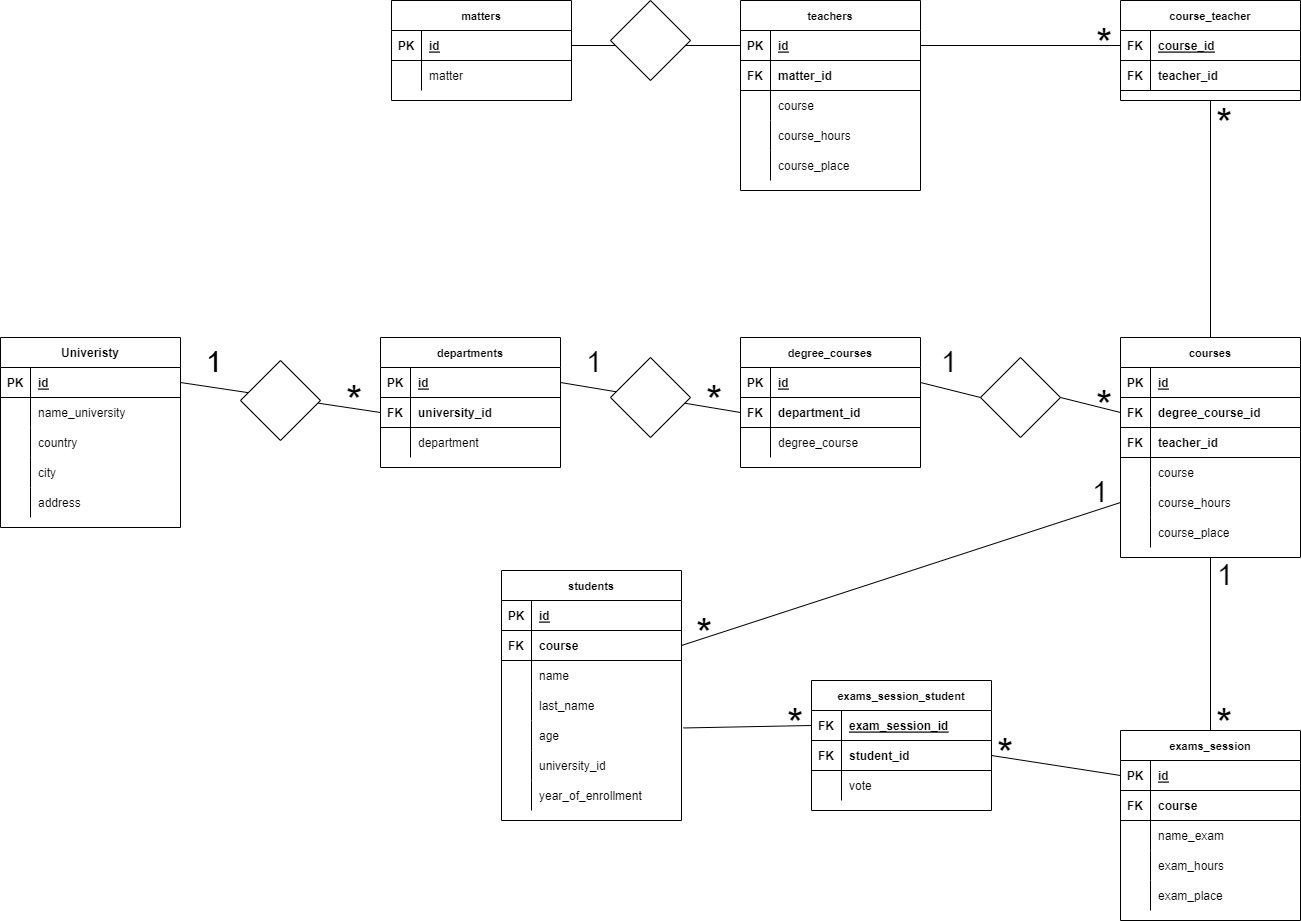 matters
PK id
matter
teachers
PK id
FK matter_id
course
course_hours
course_place
*
course_teacher
FK course_id
FK teacher_id
*
Univeristy
PK id
name_university
country
city
address
1
*
departments
PK id
FK university_id
department
1
*
degree_courses
PK id
FK department_id
degree_course
1
*
courses
PK id
FK degree_course_id
FK teacher_id
course
course_hours
course_place
1
1
students
PK id
FK course
name
last_name
age
university_id
year_of_enrollment
*
*
exams_session_student
FK exam_session_id
FK student_id
vote
*
*
exams_session
PK id
FK course
name_exam
exam_hours
exam_place